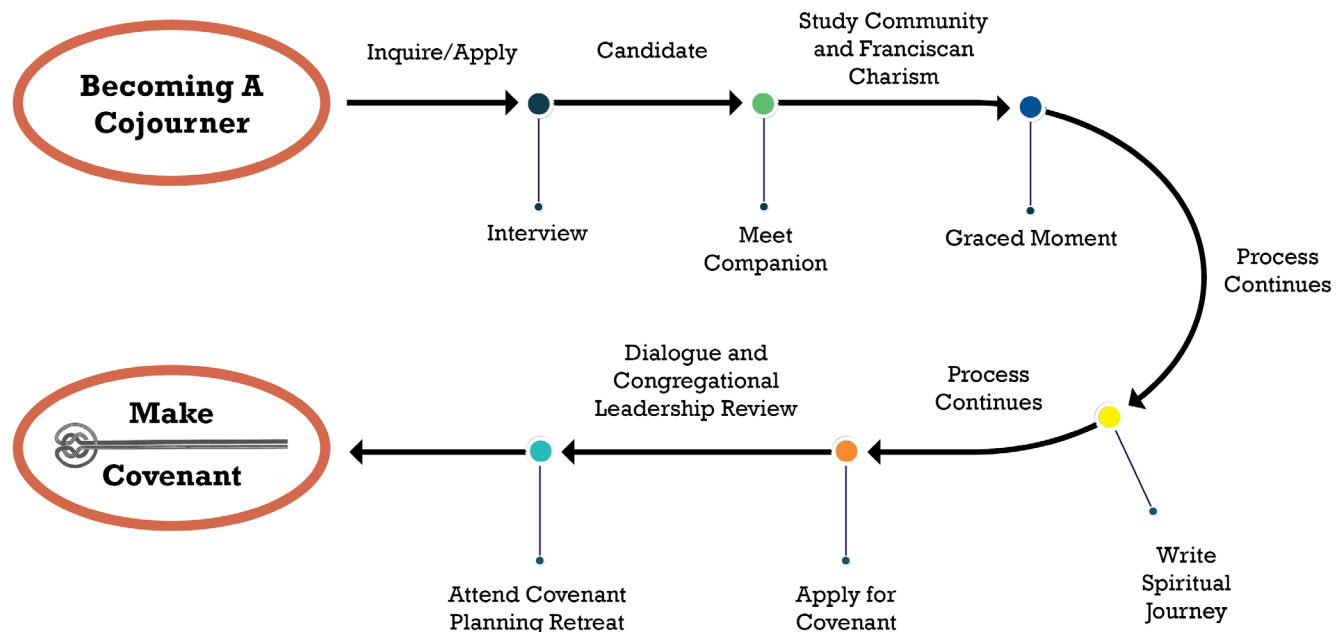 Becoming A
Cojourner
Inquire/Apply
Interview
Candidate
Meet
Companion
Study Community
and Franciscan
Charism
Graced Moment
Process
Continues
Write
Spiritual
Journey
Process
Continues
Apply for
Covenant
Dialogue and
Congregational
Leadership Review
Attend Covenant
Planning Retreat
Make
Covenant